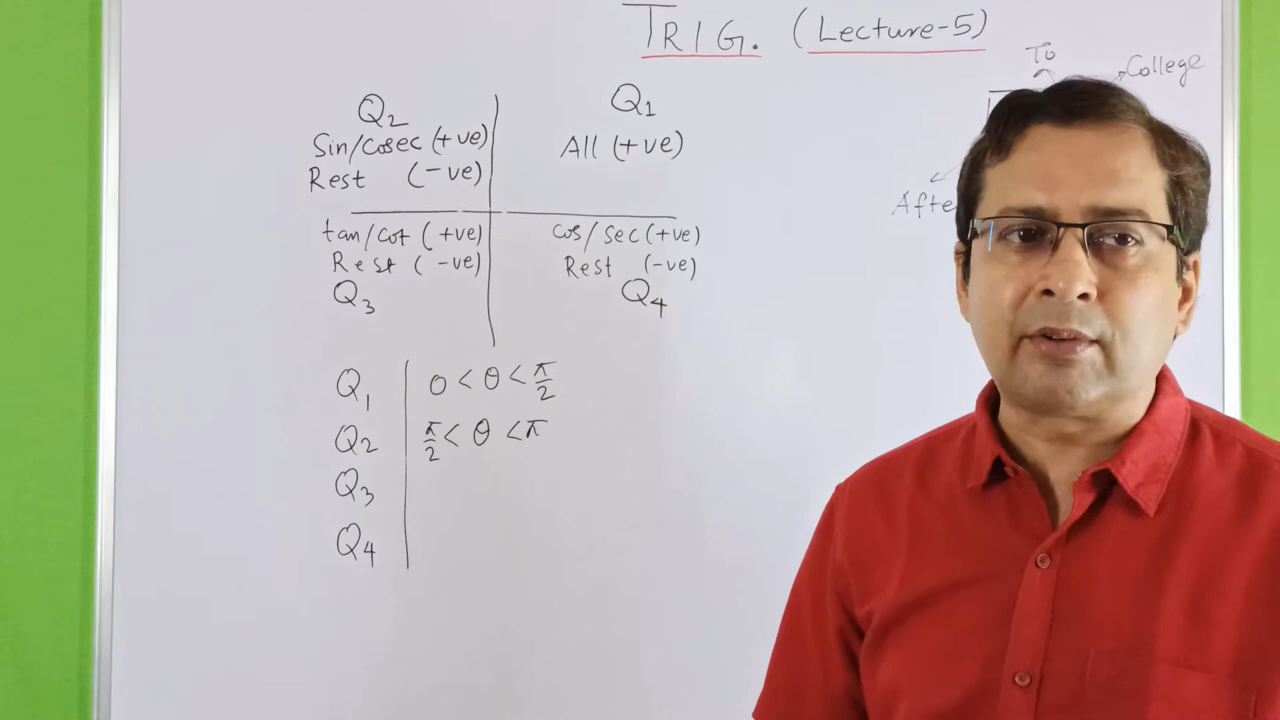 TRIG. (Lecture-5)
To
College
Q2
Sin/Cosec (+ve)
Rest (-ve)
Q1
All (+ve)
tan/cot (+ve)
Rest (-ve)
Q3
cos/sec (+ve)
Rest (-ve)
Q4
Q1 0 < θ < π/2
Q2 π/2 < θ < π
Q3
Q4